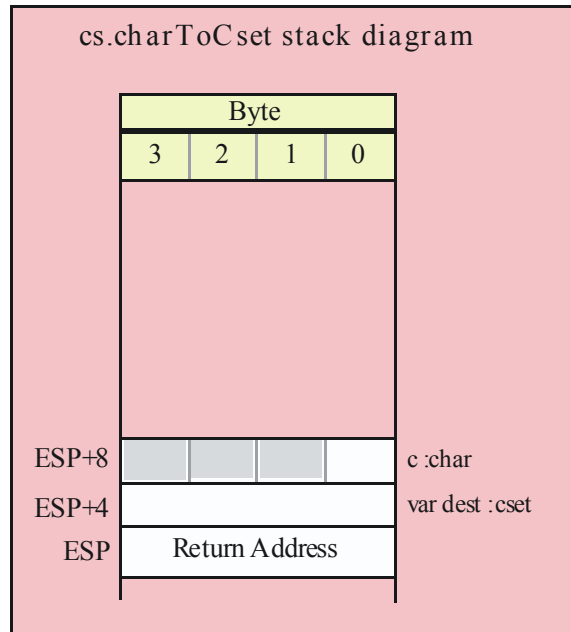 cs.charToCset stack diagram
Byte
3 2 1 0
ESP+8 c :char
ESP+4 var dest :cset
ESP Return Address